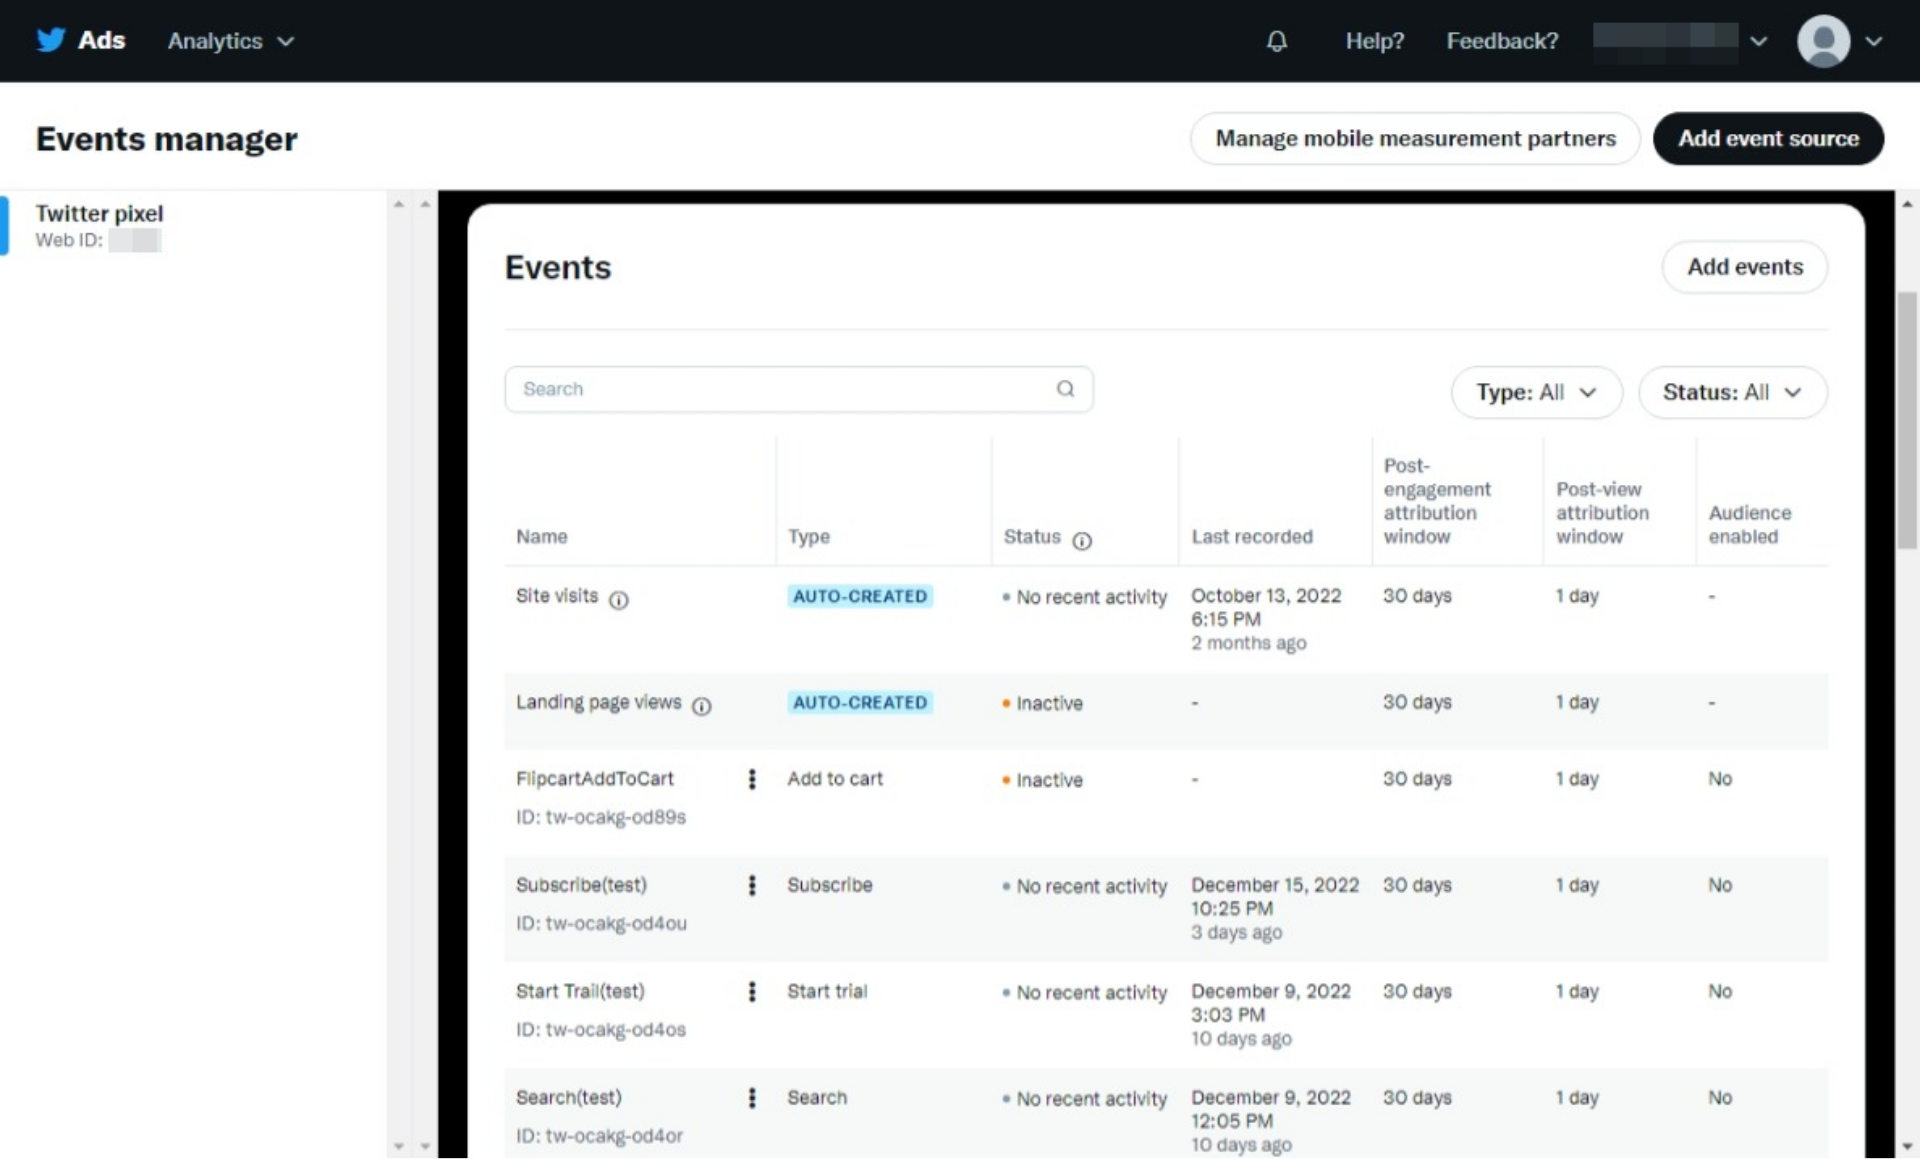 Ads Analytics Help? Feedback?
Events manager Manage mobile measurement partners Add event source
Twitter pixel
Web ID:
Events Add events
Search Type: All Status: All
Name Type Status Last recorded Post-engagement attribution window Post-view attribution window Audience enabled
Site visits AUTO-CREATED No recent activity October 13, 2022 30 days 1 day -
6:15 PM
2 months ago
Landing page views AUTO-CREATED Inactive - 30 days 1 day -
FlipcartAddToCart Add to cart Inactive - 30 days 1 day No
ID: tw-ocakg-od89s
Subscribe(test) Subscribe No recent activity December 15, 2022 30 days 1 day No
10:25 PM
ID: tw-ocakg-od4ou
3 days ago
Start Trail(test) Start trial No recent activity December 9, 2022 30 days 1 day No
3:03 PM
ID: tw-ocakg-od4os
10 days ago
Search(test) Search No recent activity December 9, 2022 30 days 1 day No
12:05 PM
ID: tw-ocakg-od4or
10 days ago